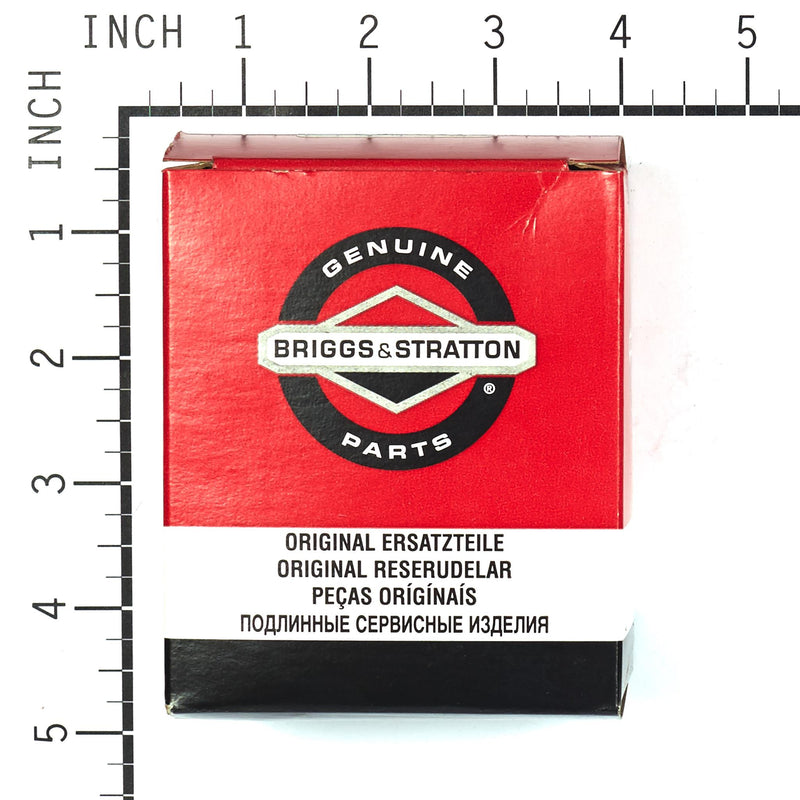 INCH 1 2 3 4 5
INCH
1
2
3
4
5
GENUINE
BRIGGS & STRATTON
®
PARTS
ORIGINAL ERSATZTEILE
ORIGINAL RESERUDELAR
PEÇAS ORÍGÍNAÍS
ПОДЛИННЫЕ СЕРВИСНЫЕ ИЗДЕЛИЯ